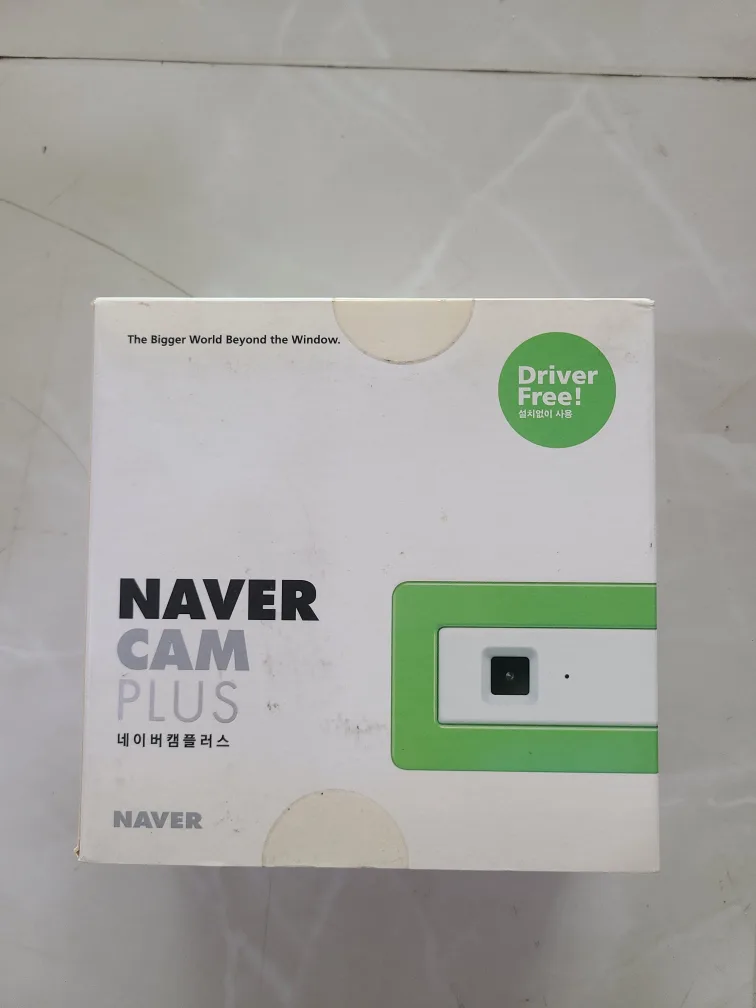 The Bigger World Beyond the Window.
Driver
Free!
설치없이 사용
NAVER
CAM
PLUS
네이버캠플러스
NAVER